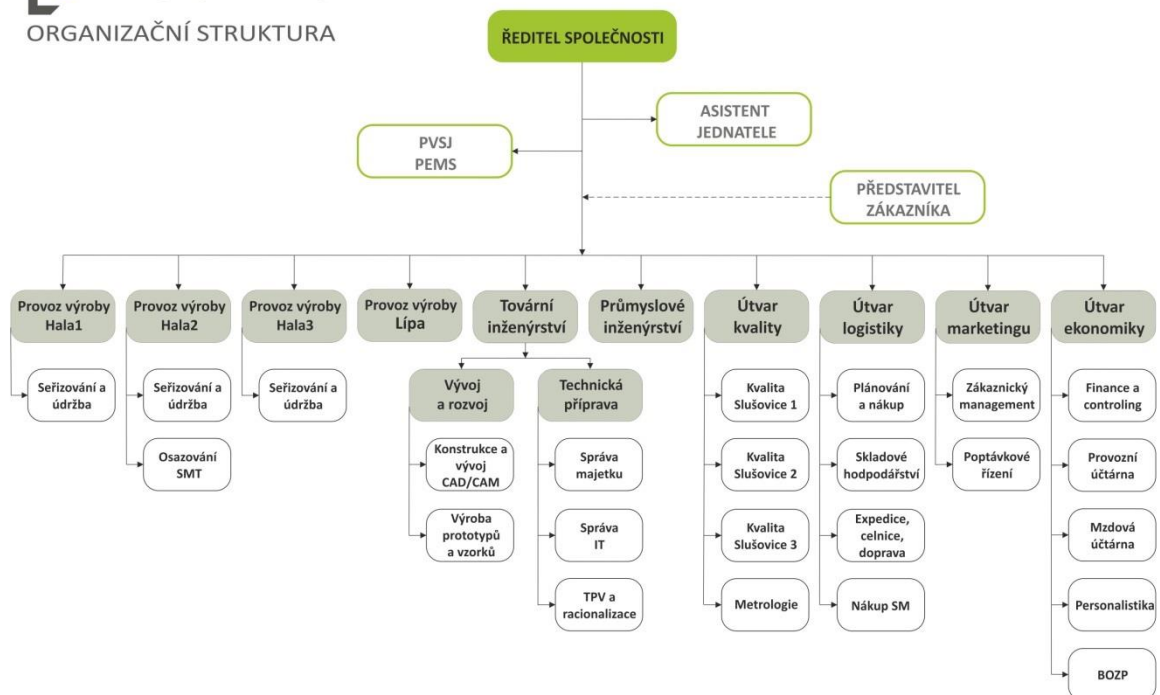 ORGANIZAČNÍ STRUKTURA
ŘEDITEL SPOLEČNOSTI
ASISTENT
JEDNATELE
PVSJ
PEMS
PŘEDSTAVITEL
ZÁKAZNÍKA
Provoz výroby
Hala1
Provoz výroby
Hala2
Provoz výroby
Hala3
Provoz výroby
Lípa
Tovární
inženýrství
Průmyslové
inženýrství
Útvar
kvality
Útvar
logistiky
Útvar
marketingu
Útvar
ekonomiky
Seřizování a
údržba
Seřizování a
údržba
Osazování
SMT
Seřizování a
údržba
Vývoj
a rozvoj
Konstrukce a
vývoj
CAD/CAM
Výroba
prototypů
a vzorků
Technická
příprava
Správa
majetku
Správa
IT
TPV a
racionalizace
Kvalita
Slušovice 1
Kvalita
Slušovice 2
Kvalita
Slušovice 3
Metrologie
Plánování
a nákup
Skladové
hodpodářství
Expedice,
celnice,
doprava
Nákup SM
Zákaznický
management
Poptávkové
řízení
Finance a
controling
Provozní
účtárna
Mzdová
účtárna
Personalistika
BOZP